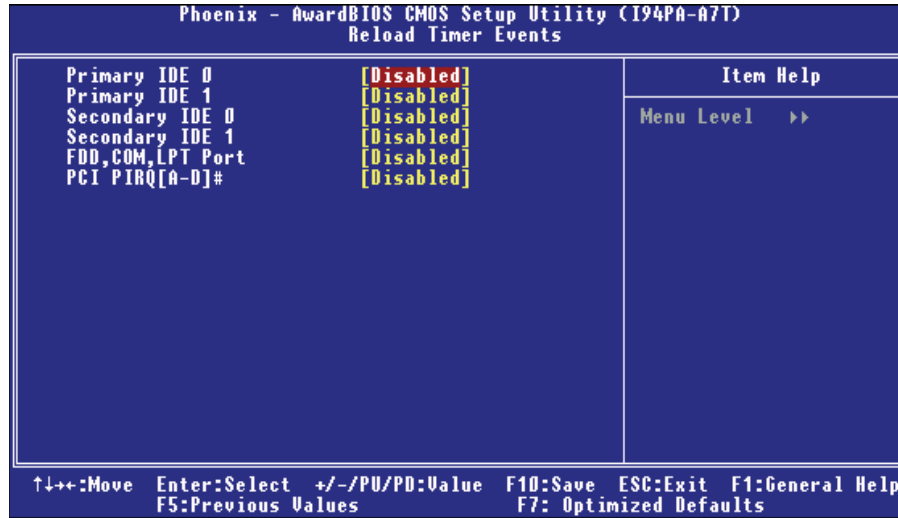 Phoenix - AwardBIOS CMOS Setup Utility (I94PA-A7T)
Reload Timer Events
Primary IDE 0 [Disabled]
Primary IDE 1 [Disabled]
Secondary IDE 0 [Disabled]
Secondary IDE 1 [Disabled]
FDD,COM,LPT Port [Disabled]
PCI PIRQ[A-D]# [Disabled]
Item Help
Menu Level ▸▸
↑↓→←:Move Enter:Select +/-/PU/PD:Value F10:Save ESC:Exit F1:General Help
F5:Previous Values F7: Optimized Defaults